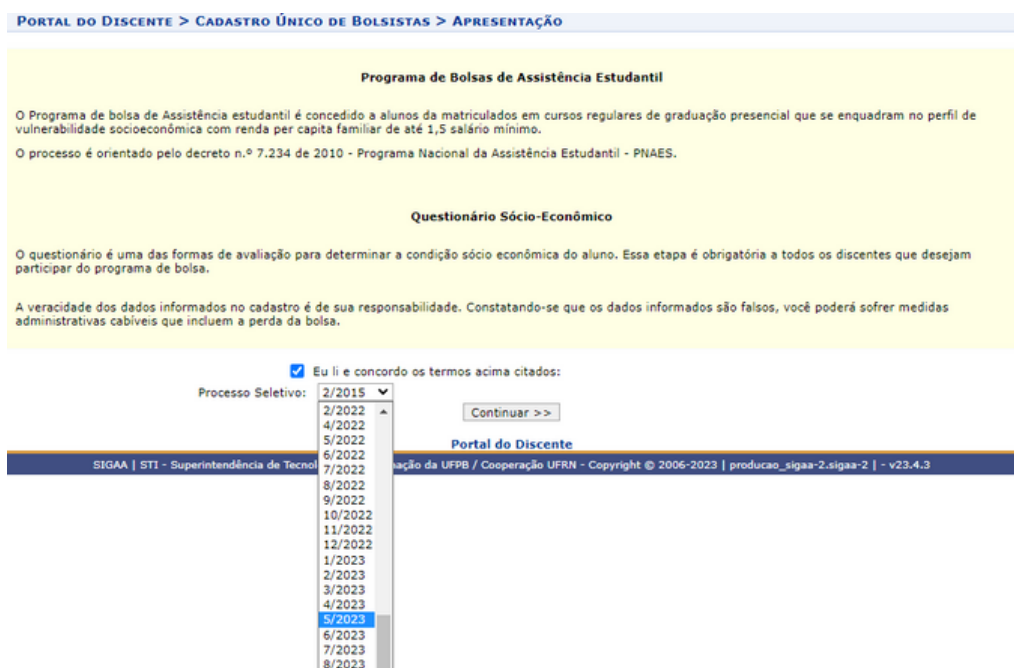 PORTAL DO DISCENTE > CADASTRO ÚNICO DE BOLSISTAS > APRESENTAÇÃO
Programa de Bolsas de Assistência Estudantil
O Programa de bolsa de Assistência estudantil é concedido a alunos da matriculados em cursos regulares de graduação presencial que se enquadram no perfil de
vulnerabilidade socioeconômica com renda per capita familiar de até 1,5 salário mínimo.
O processo é orientado pelo decreto n.º 7.234 de 2010 - Programa Nacional da Assistência Estudantil - PNAES.
Questionário Sócio-Econômico
O questionário é uma das formas de avaliação para determinar a condição sócio econômica do aluno. Essa etapa é obrigatória a todos os discentes que desejam
participar do programa de bolsa.
A veracidade dos dados informados no cadastro é de sua responsabilidade. Constatando-se que os dados informados são falsos, você poderá sofrer medidas
administrativas cabíveis que incluem a perda da bolsa.
Eu li e concordo os termos acima citados:
Processo Seletivo: 2/2015
Continuar >>
Portal do Discente
SIGAA | STI - Superintendência de Tecnol mação da UFPB / Cooperação UFRN - Copyright © 2006-2023 | producao_sigaa-2.sigaa-2 | - v23.4.3
2/2022
4/2022
5/2022
6/2022
7/2022
8/2022
9/2022
10/2022
11/2022
12/2022
1/2023
2/2023
3/2023
4/2023
5/2023
6/2023
7/2023
8/2023